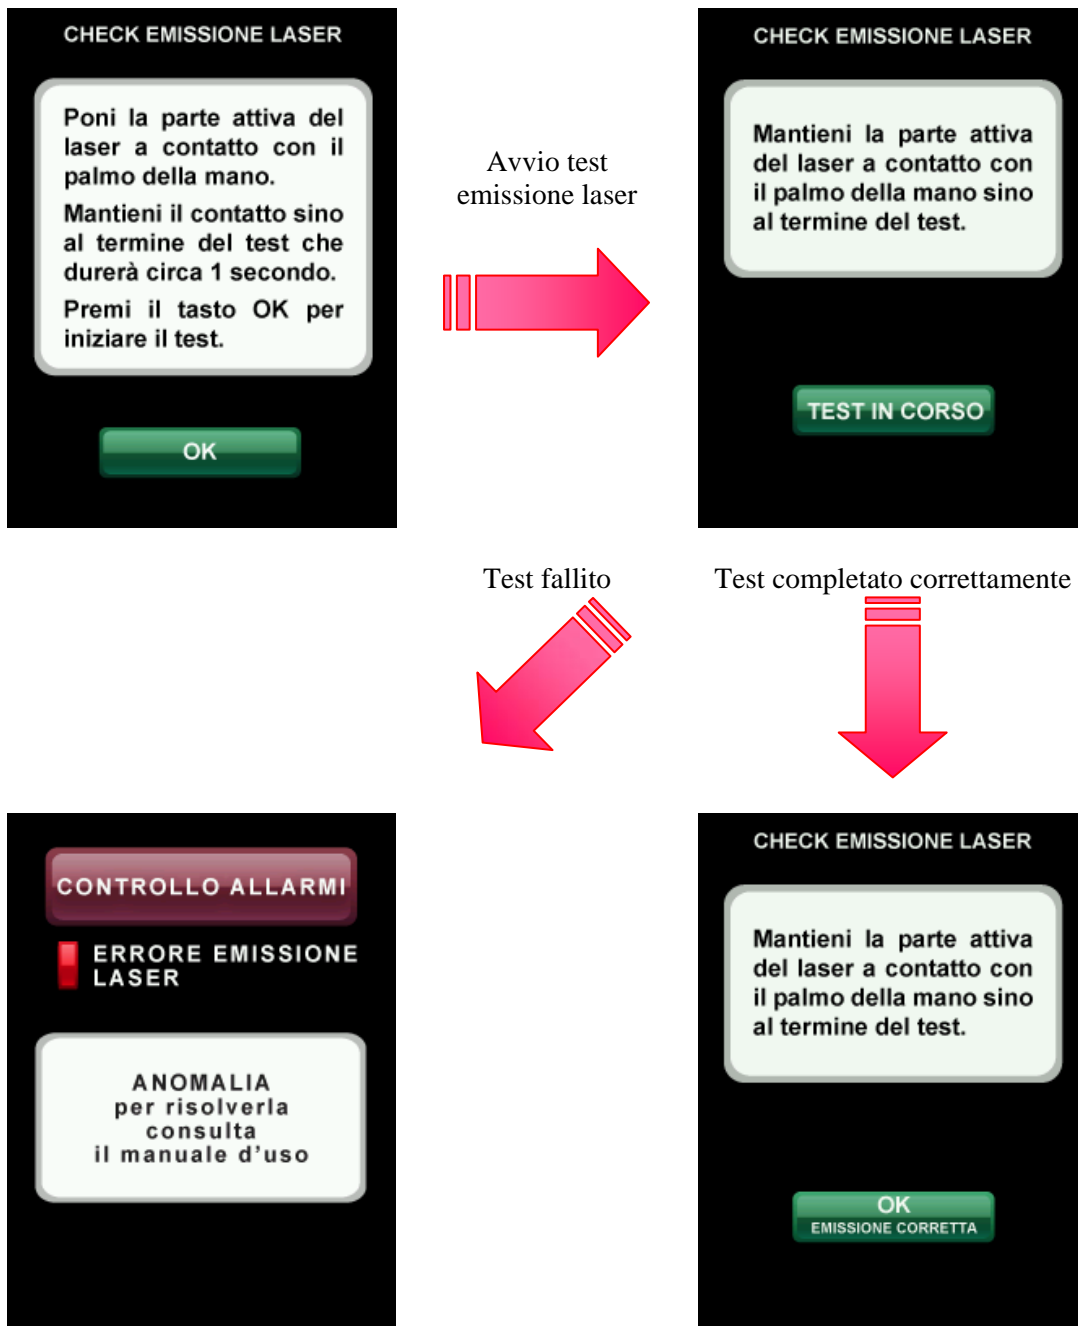 CHECK EMISSIONE LASER
Poni la parte attiva del
laser a contatto con il
palmo della mano.
Mantieni il contatto sino
al termine del test che
durerà circa 1 secondo.
Premi il tasto OK per
iniziare il test.
OK
Avvio test
emissione laser
CHECK EMISSIONE LASER
Mantieni la parte attiva
del laser a contatto con
il palmo della mano sino
al termine del test.
TEST IN CORSO
Test fallito
Test completato correttamente
CONTROLLO ALLARMI
ERRORE EMISSIONE
LASER
ANOMALIA
per risolverla
consulta
il manuale d'uso
CHECK EMISSIONE LASER
Mantieni la parte attiva
del laser a contatto con
il palmo della mano sino
al termine del test.
OK
EMISSIONE CORRETTA